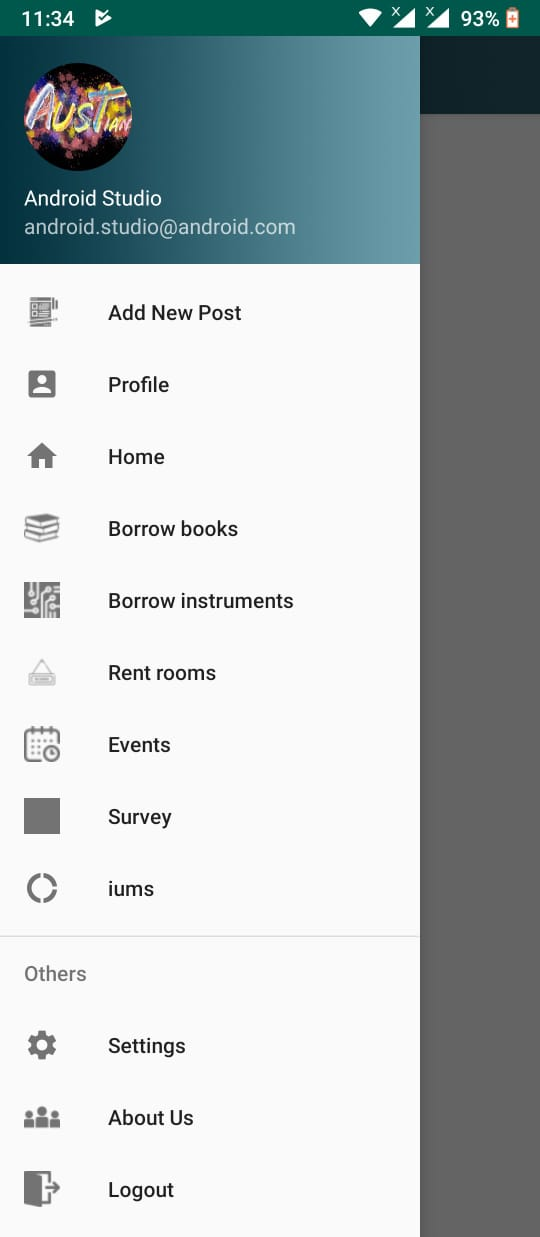 11:34
93%
AUSTIAN
Android Studio
android.studio@android.com
Add New Post
Profile
Home
Borrow books
Borrow instruments
Rent rooms
Events
Survey
iums
Others
Settings
About Us
Logout